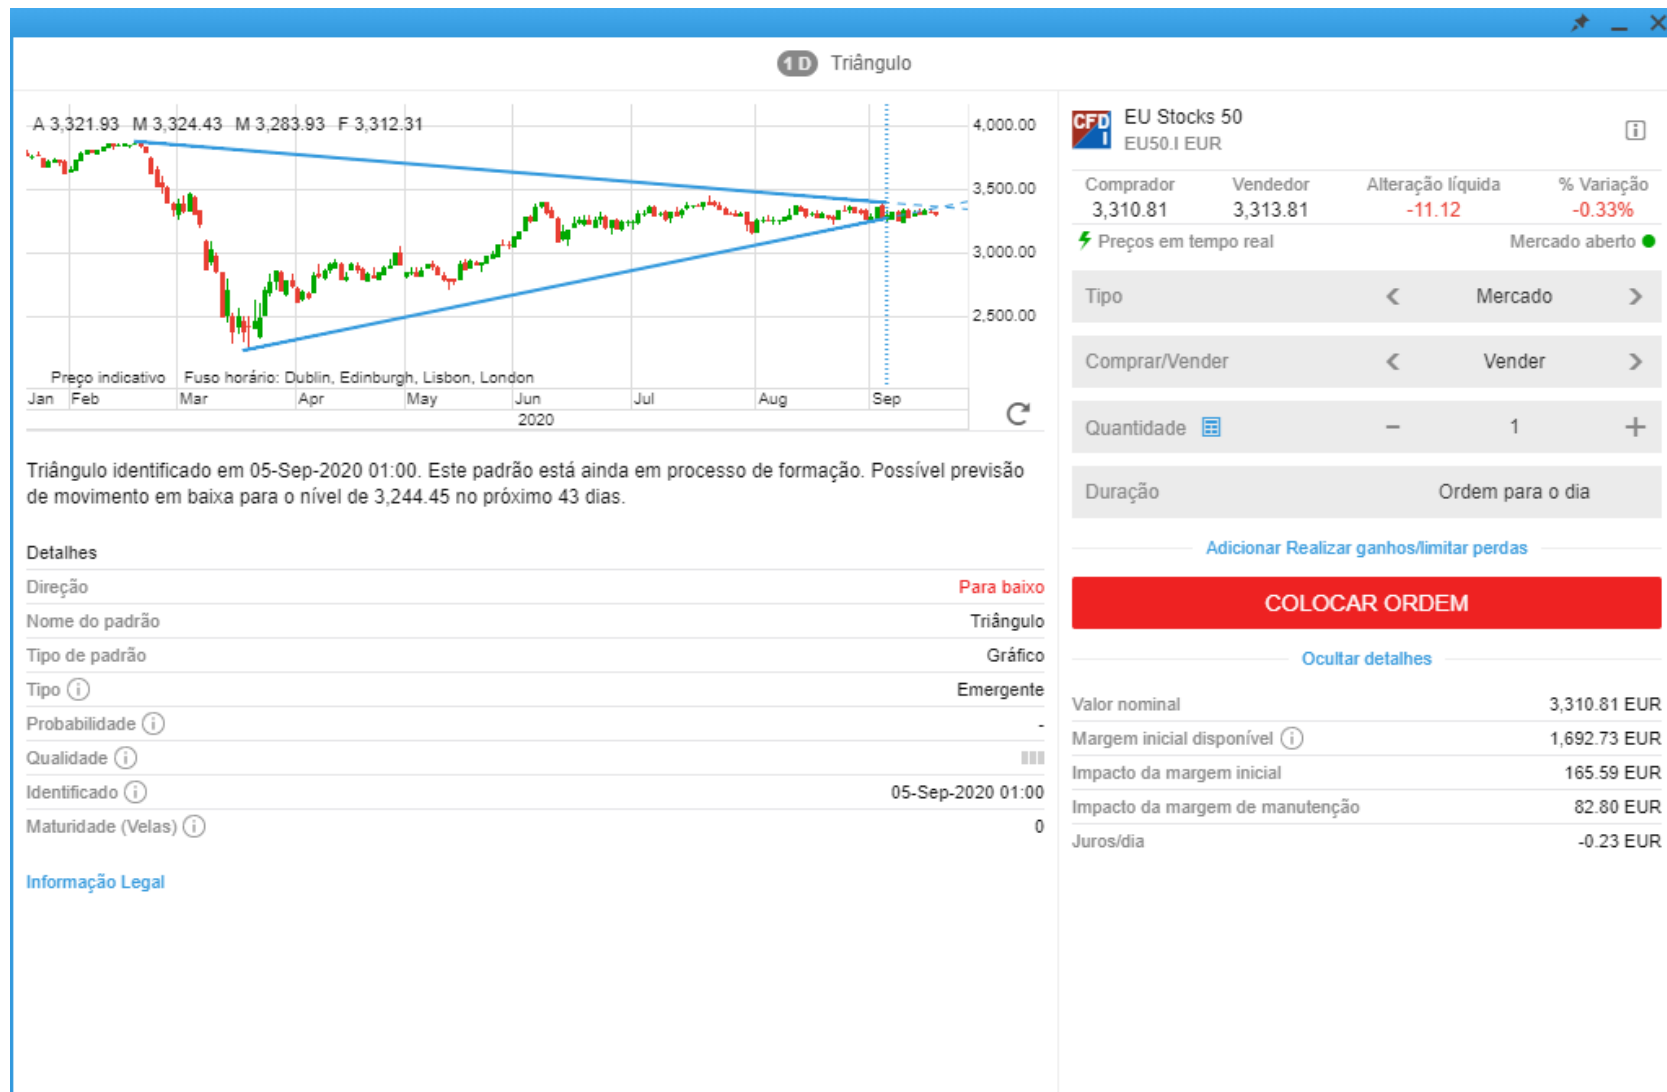 1 D Triângulo
A 3,321.93 M 3,324.43 M 3,283.93 F 3,312.31
4,000.00
3,500.00
3,000.00
2,500.00
Preço indicativo Fuso horário: Dublin, Edinburgh, Lisbon, London
Jan Feb Mar Apr May Jun Jul Aug Sep
2020
Triângulo identificado em 05-Sep-2020 01:00. Este padrão está ainda em processo de formação. Possível previsão
de movimento em baixa para o nível de 3,244.45 no próximo 43 dias.
Detalhes
Direção Para baixo
Nome do padrão Triângulo
Tipo de padrão Gráfico
Tipo i Emergente
Probabilidade i -
Qualidade i
Identificado i 05-Sep-2020 01:00
Maturidade (Velas) i 0
Informação Legal
CFD I
EU Stocks 50
EU50.I EUR
i
Comprador Vendedor Alteração líquida % Variação
3,310.81 3,313.81 -11.12 -0.33%
Preços em tempo real Mercado aberto
Tipo Mercado
Comprar/Vender Vender
Quantidade - 1 +
Duração Ordem para o dia
Adicionar Realizar ganhos/limitar perdas
COLOCAR ORDEM
Ocultar detalhes
Valor nominal 3,310.81 EUR
Margem inicial disponível i 1,692.73 EUR
Impacto da margem inicial 165.59 EUR
Impacto da margem de manutenção 82.80 EUR
Juros/dia -0.23 EUR